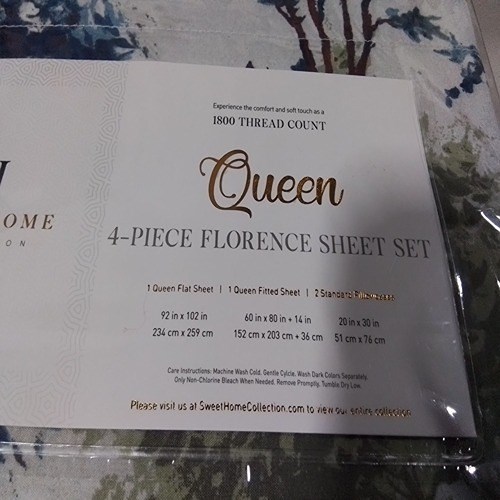 Experience the comfort and soft touch as a
1800 THREAD COUNT
Queen
OME
ON
4-PIECE FLORENCE SHEET SET
1 Queen Flat Sheet | 1 Queen Fitted Sheet | 2 Standard Pillowcases
92 in x 102 in 60 in x 80 in + 14 in 20 in x 30 in
234 cm x 259 cm 152 cm x 203 cm + 36 cm 51 cm x 76 cm
Care Instructions: Machine Wash Cold. Gentle Cylcle. Wash Dark Colors Separately.
Only Non-Chlorine Bleach When Needed. Remove Promptly. Tumble Dry Low.
Please visit us at SweetHomeCollection.com to view our entire collection